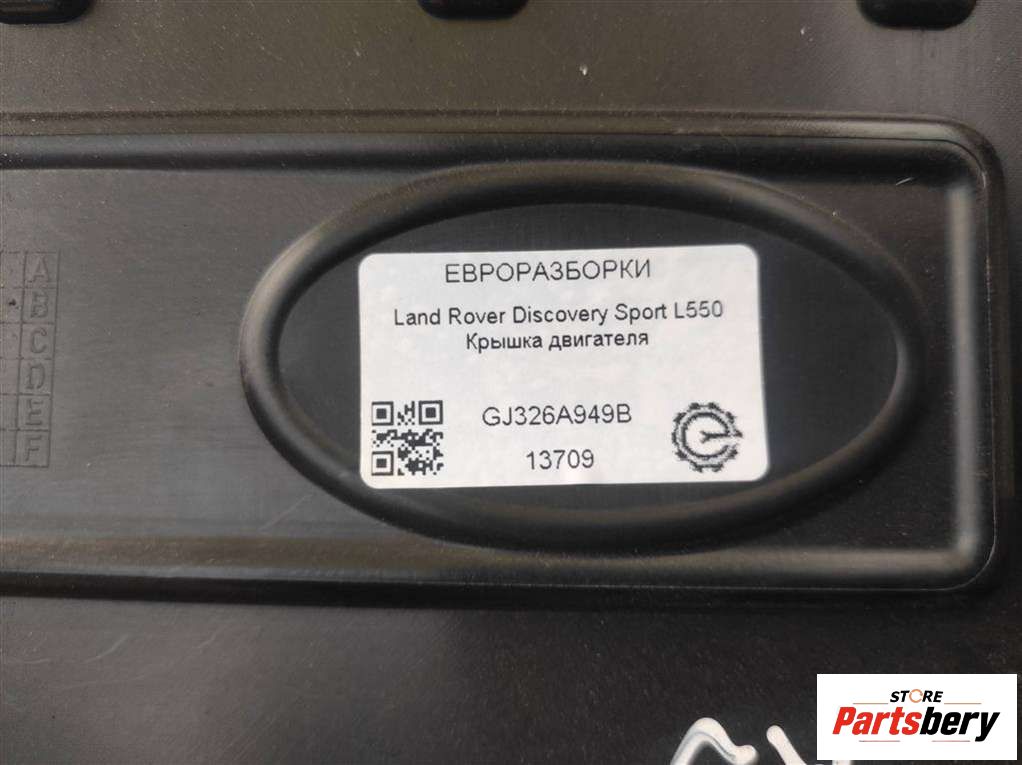 ЕВРОРАЗБОРКИ
Land Rover Discovery Sport L550
Крышка двигателя
GJ326A949B
13709
A
B
C
D
E
F
STORE
Partsbery